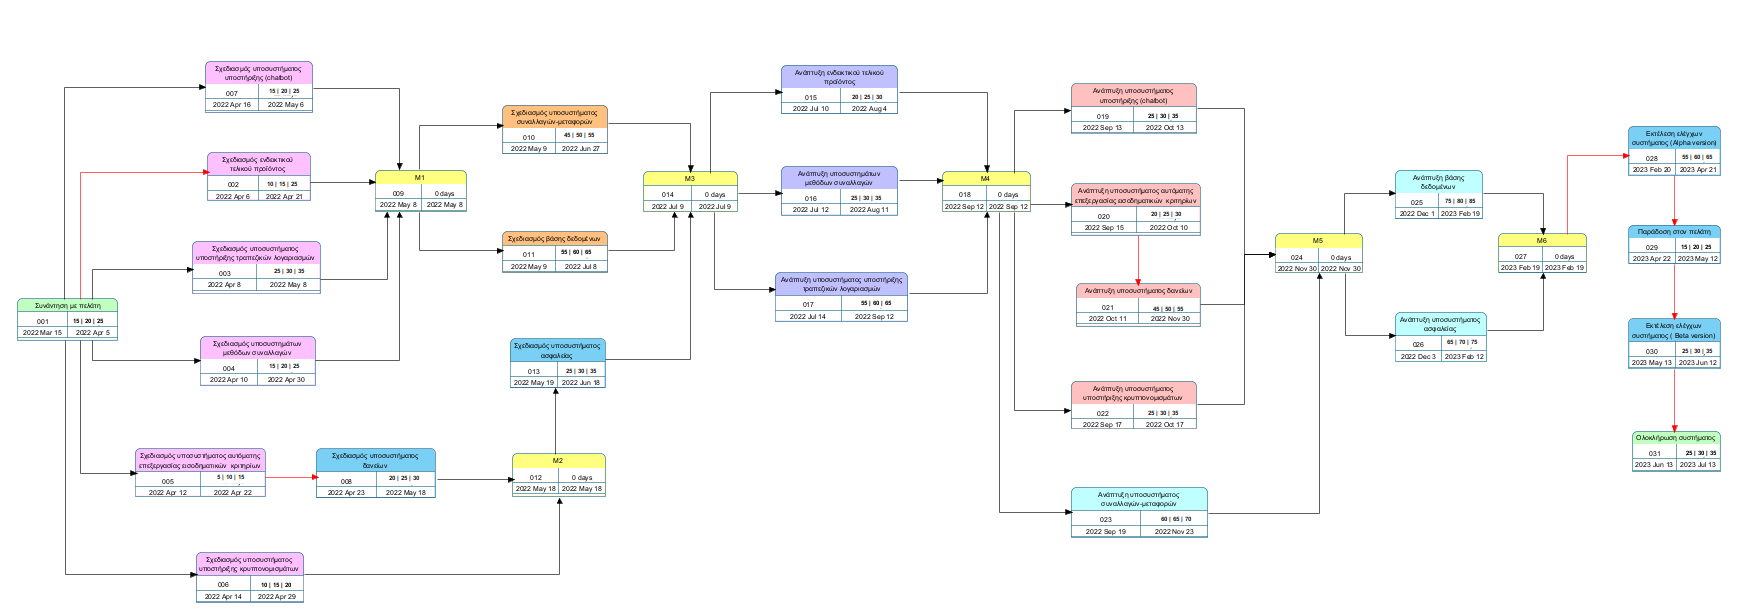 Συνάντηση με πελάτη
001 15 | 20 | 25
2022 Mar 15 2022 Apr 5
Σχεδιασμός υποσυστήματος
υποστήριξης (chatbot)
007 15 | 20 | 25
2022 Apr 16 2022 May 6
Σχεδιασμός ενδεικτικού
τελικού προϊόντος
002 10 | 15 | 25
2022 Apr 6 2022 Apr 21
Σχεδιασμός υποσυστήματος
υποστήριξης τραπεζικών λογαριασμών
003 25 | 30 | 35
2022 Apr 8 2022 May 8
Σχεδιασμός υποσυστημάτων
μεθόδων συναλλαγών
004 15 | 20 | 25
2022 Apr 10 2022 Apr 30
Σχεδιασμός υποσυστήματος αυτόματης
επεξεργασίας εισοδηματικών κριτηρίων
005 5 | 10 | 15
2022 Apr 12 2022 Apr 22
Σχεδιασμός υποσυστήματος
υποστήριξης κρυπτονομισμάτων
006 10 | 15 | 20
2022 Apr 14 2022 Apr 29
Σχεδιασμός υποσυστήματος
δανείων
008 20 | 25 | 30
2022 Apr 23 2022 May 18
M1
009 0 days
2022 May 8 2022 May 8
Σχεδιασμός υποσυστήματος
συναλλαγών-μεταφορών
010 45 | 50 | 55
2022 May 9 2022 Jun 27
Σχεδιασμός βάσης δεδομένων
011 55 | 60 | 65
2022 May 9 2022 Jul 8
Σχεδιασμός υποσυστήματος
ασφαλείας
013 25 | 30 | 35
2022 May 19 2022 Jun 18
M2
012 0 days
2022 May 18 2022 May 18
M3
014 0 days
2022 Jul 9 2022 Jul 9
Ανάπτυξη ενδεικτικού τελικού
προϊόντος
015 20 | 25 | 30
2022 Jul 10 2022 Aug 4
Ανάπτυξη υποσυστημάτων
μεθόδων συναλλαγών
016 25 | 30 | 35
2022 Jul 12 2022 Aug 11
Ανάπτυξη υποσυστήματος υποστήριξης
τραπεζικών λογαριασμών
017 55 | 60 | 65
2022 Jul 14 2022 Sep 12
M4
018 0 days
2022 Sep 12 2022 Sep 12
Ανάπτυξη υποσυστήματος
υποστήριξης (chatbot)
019 25 | 30 | 35
2022 Sep 13 2022 Oct 13
Ανάπτυξη υποσυστήματος αυτόματης
επεξεργασίας εισοδηματικών κριτηρίων
020 20 | 25 | 30
2022 Sep 15 2022 Oct 10
Ανάπτυξη υποσυστήματος δανείων
021 45 | 50 | 55
2022 Oct 11 2022 Nov 30
Ανάπτυξη υποσυστήματος
υποστήριξης κρυπτονομισμάτων
022 25 | 30 | 35
2022 Sep 17 2022 Oct 17
Ανάπτυξη υποσυστήματος
συναλλαγών-μεταφορών
023 60 | 65 | 70
2022 Sep 19 2022 Nov 23
M5
024 0 days
2022 Nov 30 2022 Nov 30
Ανάπτυξη βάσης
δεδομένων
025 75 | 80 | 85
2022 Dec 1 2023 Feb 19
Ανάπτυξη υποσυστήματος
ασφαλείας
026 65 | 70 | 75
2022 Dec 3 2023 Feb 12
M6
027 0 days
2023 Feb 19 2023 Feb 19
Εκτέλεση ελέγχων
συστήματος (Alpha version)
028 55 | 60 | 65
2023 Feb 20 2023 Apr 21
Παράδοση στον πελάτη
029 15 | 20 | 25
2023 Apr 22 2023 May 12
Εκτέλεση ελέγχων
συστήματος ( Beta version)
030 25 | 30 | 35
2023 May 13 2023 Jun 12
Ολοκλήρωση συστήματος
031 25 | 30 | 35
2023 Jun 13 2023 Jul 13